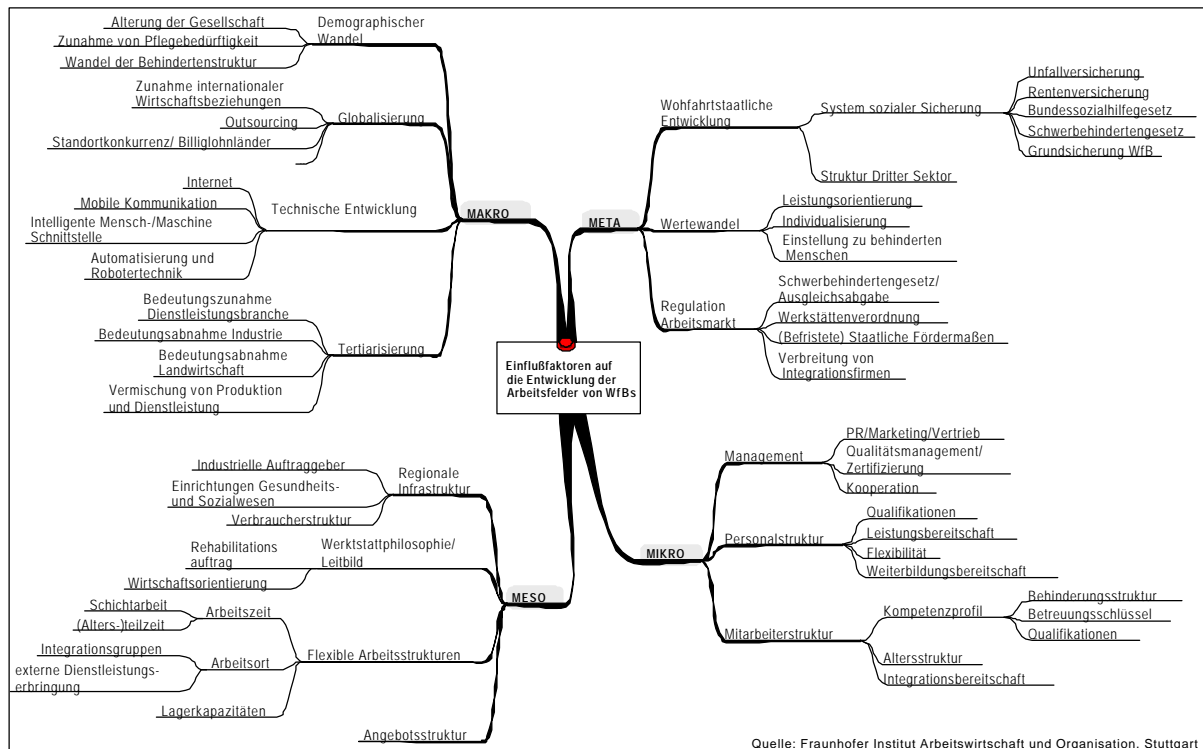 Alterung der Gesellschaft
Zunahme von Pflegebedürftigkeit
Wandel der Behindertenstruktur
Demographischer
Wandel
Zunahme internationaler
Wirtschaftsbeziehungen
Outsourcing
Standortkonkurrenz/ Billiglohnländer
Globalisierung
Internet
Mobile Kommunikation
Intelligente Mensch-/Maschine
Schnittstelle
Automatisierung und
Robotertechnik
Technische Entwicklung
Bedeutungszunahme
Dienstleistungsbranche
Bedeutungsabnahme Industrie
Bedeutungsabnahme
Landwirtschaft
Vermischung von Produktion
und Dienstleistung
Tertiarisierung
MAKRO
META
Wohfahrtstaatliche
Entwicklung
System sozialer Sicherung
Unfallversicherung
Rentenversicherung
Bundessozialhilfegesetz
Schwerbehindertengesetz
Grundsicherung WfB
Struktur Dritter Sektor
Wertewandel
Leistungsorientierung
Individualisierung
Einstellung zu behinderten
Menschen
Regulation
Arbeitsmarkt
Schwerbehindertengesetz/
Ausgleichsabgabe
Werkstättenverordnung
(Befristete) Staatliche Fördermaßen
Verbreitung von
Integrationsfirmen
Einflußfaktoren auf
die Entwicklung der
Arbeitsfelder von WfBs
Industrielle Auftraggeber
Einrichtungen Gesundheits-
und Sozialwesen
Verbraucherstruktur
Regionale
Infrastruktur
Rehabilitations
auftrag
Wirtschaftsorientierung
Werktstattphilosophie/
Leitbild
Schichtarbeit
(Alters-)teilzeit
Arbeitszeit
Integrationsgruppen
externe Dienstleistungs-
erbringung
Arbeitsort
Lagerkapazitäten
Flexible Arbeitsstrukturen
Angebotsstruktur
MESO
MIKRO
Management
PR/Marketing/Vertrieb
Qualitätsmanagement/
Zertifizierung
Kooperation
Personalstruktur
Qualifikationen
Leistungsbereitschaft
Flexibilität
Weiterbildungsbereitschaft
Mitarbeiterstruktur
Kompetenzprofil
Behinderungsstruktur
Betreuungsschlüssel
Qualifikationen
Altersstruktur
Integrationsbereitschaft
Quelle: Fraunhofer Institut Arbeitswirtschaft und Organisation, Stuttgart